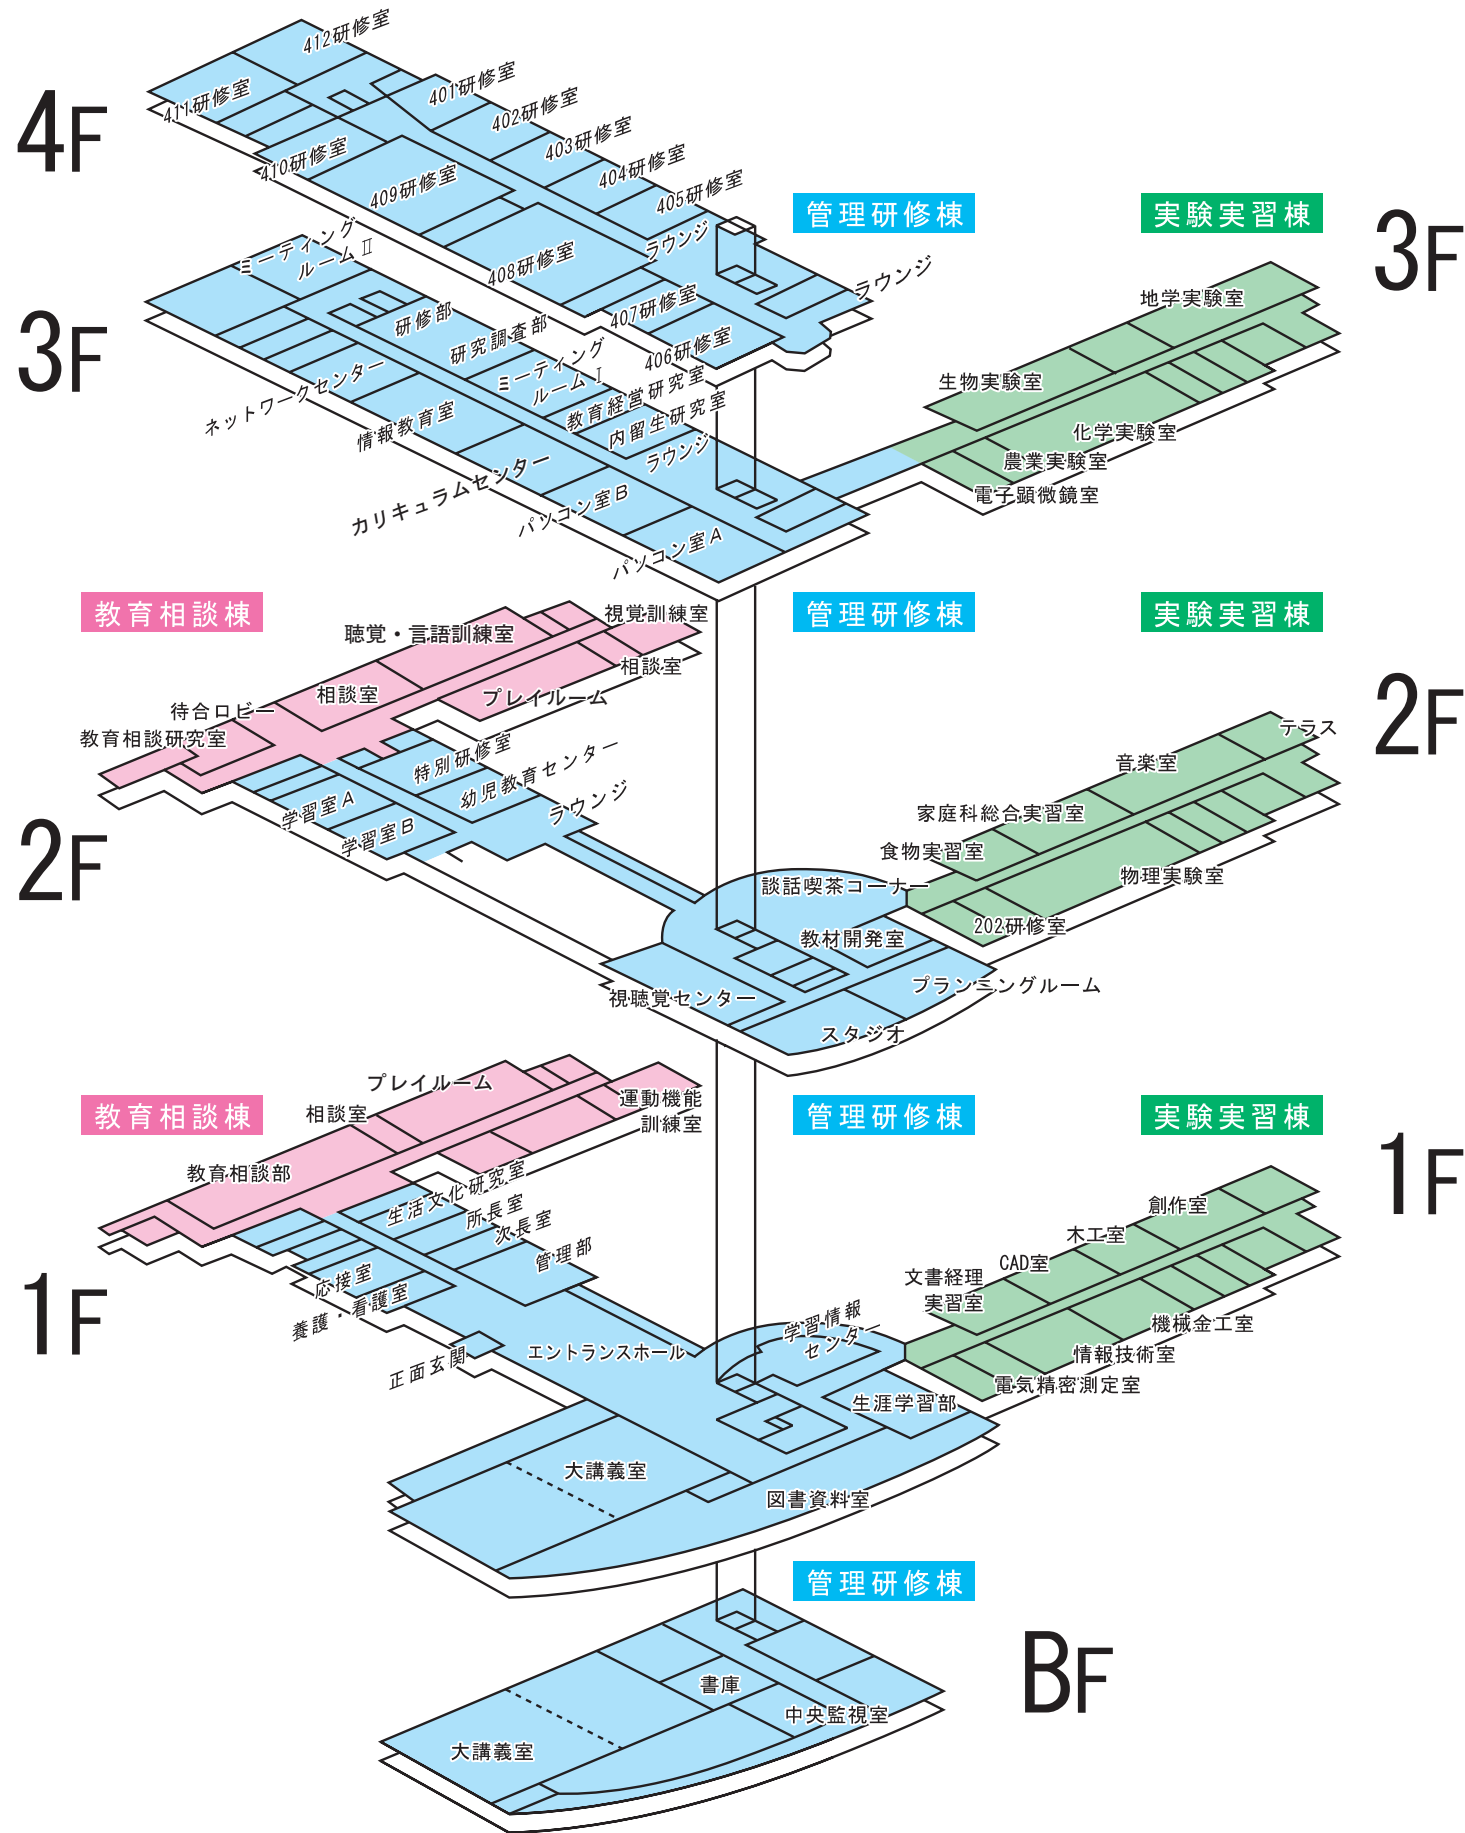 4F
412研修室
411研修室
401研修室
402研修室
403研修室
404研修室
405研修室
410研修室
409研修室
408研修室
ラウンジ
407研修室
406研修室
ラウンジ
管理研修棟
実験実習棟
3F
3F
ミーティング
ルームⅡ
研修部
研究調査部
ミーティング
ルームⅠ
教育経営研究室
内留生研究室
ラウンジ
ネットワークセンター
情報教育室
カリキュラムセンター
パソコン室B
パソコン室A
地学実験室
生物実験室
化学実験室
農業実験室
電子顕微鏡室
教育相談棟
管理研修棟
実験実習棟
2F
2F
視覚訓練室
聴覚・言語訓練室
相談室
相談室
プレイルーム
待合ロビー
教育相談研究室
特別研修室
幼児教育センター
ラウンジ
学習室A
学習室B
談話喫茶コーナー
教材開発室
プランニングルーム
視聴覚センター
スタジオ
テラス
音楽室
家庭科総合実習室
食物実習室
物理実験室
202研修室
教育相談棟
管理研修棟
実験実習棟
1F
1F
プレイルーム
相談室
運動機能
訓練室
教育相談部
生活文化研究室
所長室
次長室
管理部
応接室
養護・看護室
正面玄関
エントランスホール
学習情報
センター
生涯学習部
大講義室
図書資料室
創作室
木工室
CAD室
文書経理
実習室
機械金工室
情報技術室
電気精密測定室
管理研修棟
BF
書庫
中央監視室
大講義室